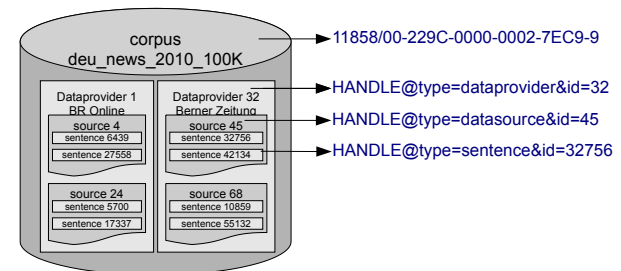 corpus
deu_news_2010_100K
11858/00-229C-0000-0002-7EC9-9
Dataprovider 1
BR Online
source 4
sentence 6439
sentence 27558
source 24
sentence 5700
sentence 17337
Dataprovider 32
Berner Zeitung
source 45
sentence 32756
sentence 42134
source 68
sentence 10859
sentence 55132
HANDLE@type=dataprovider&id=32
HANDLE@type=datasource&id=45
HANDLE@type=sentence&id=32756